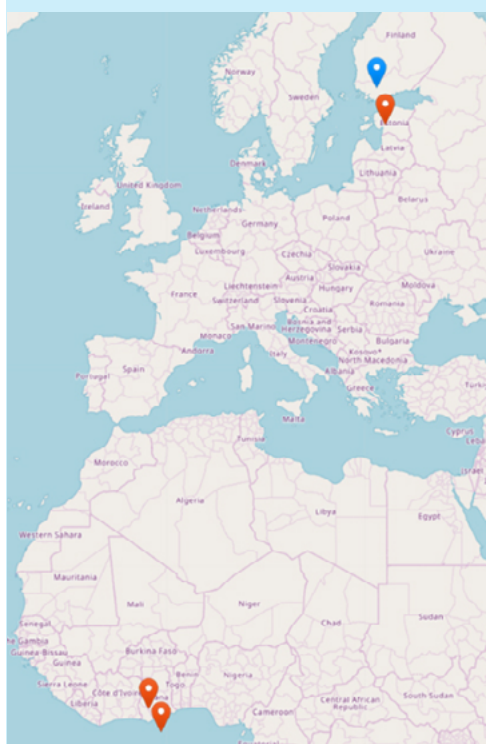 Finland
Norway
Sweden
Estonia
Latvia
Denmark
Lithuania
United Kingdom
Belarus
Ireland
Netherlands
Poland
Germany
Belgium
Ukraine
Luxembourg
Czechia
Slovakia
Austria
Moldova
Liechtenstein
Hungary
France
Switzerland
Slovenia
Romania
Croatia
San Marino
Bosnia and
Herzegovina
Serbia
Monaco
Montenegro
Bulgaria
Andorra
Italy
Kosovo*
North Macedonia
Spain
Albania
Portugal
Greece
Malta
Cyprus
Tunisia
Morocco
Israel
Algeria
Libya
Egypt
Western Sahara
Mauritania
Mali
Niger
Chad
Sudan
Senegal
Gambia
Guinea-Bissau
Guinea
Burkina Faso
Benin
Nigeria
Togo
Sierra Leone
Côte d'Ivoire
Liberia
Cameroon
Central African
Republic
South Sudan